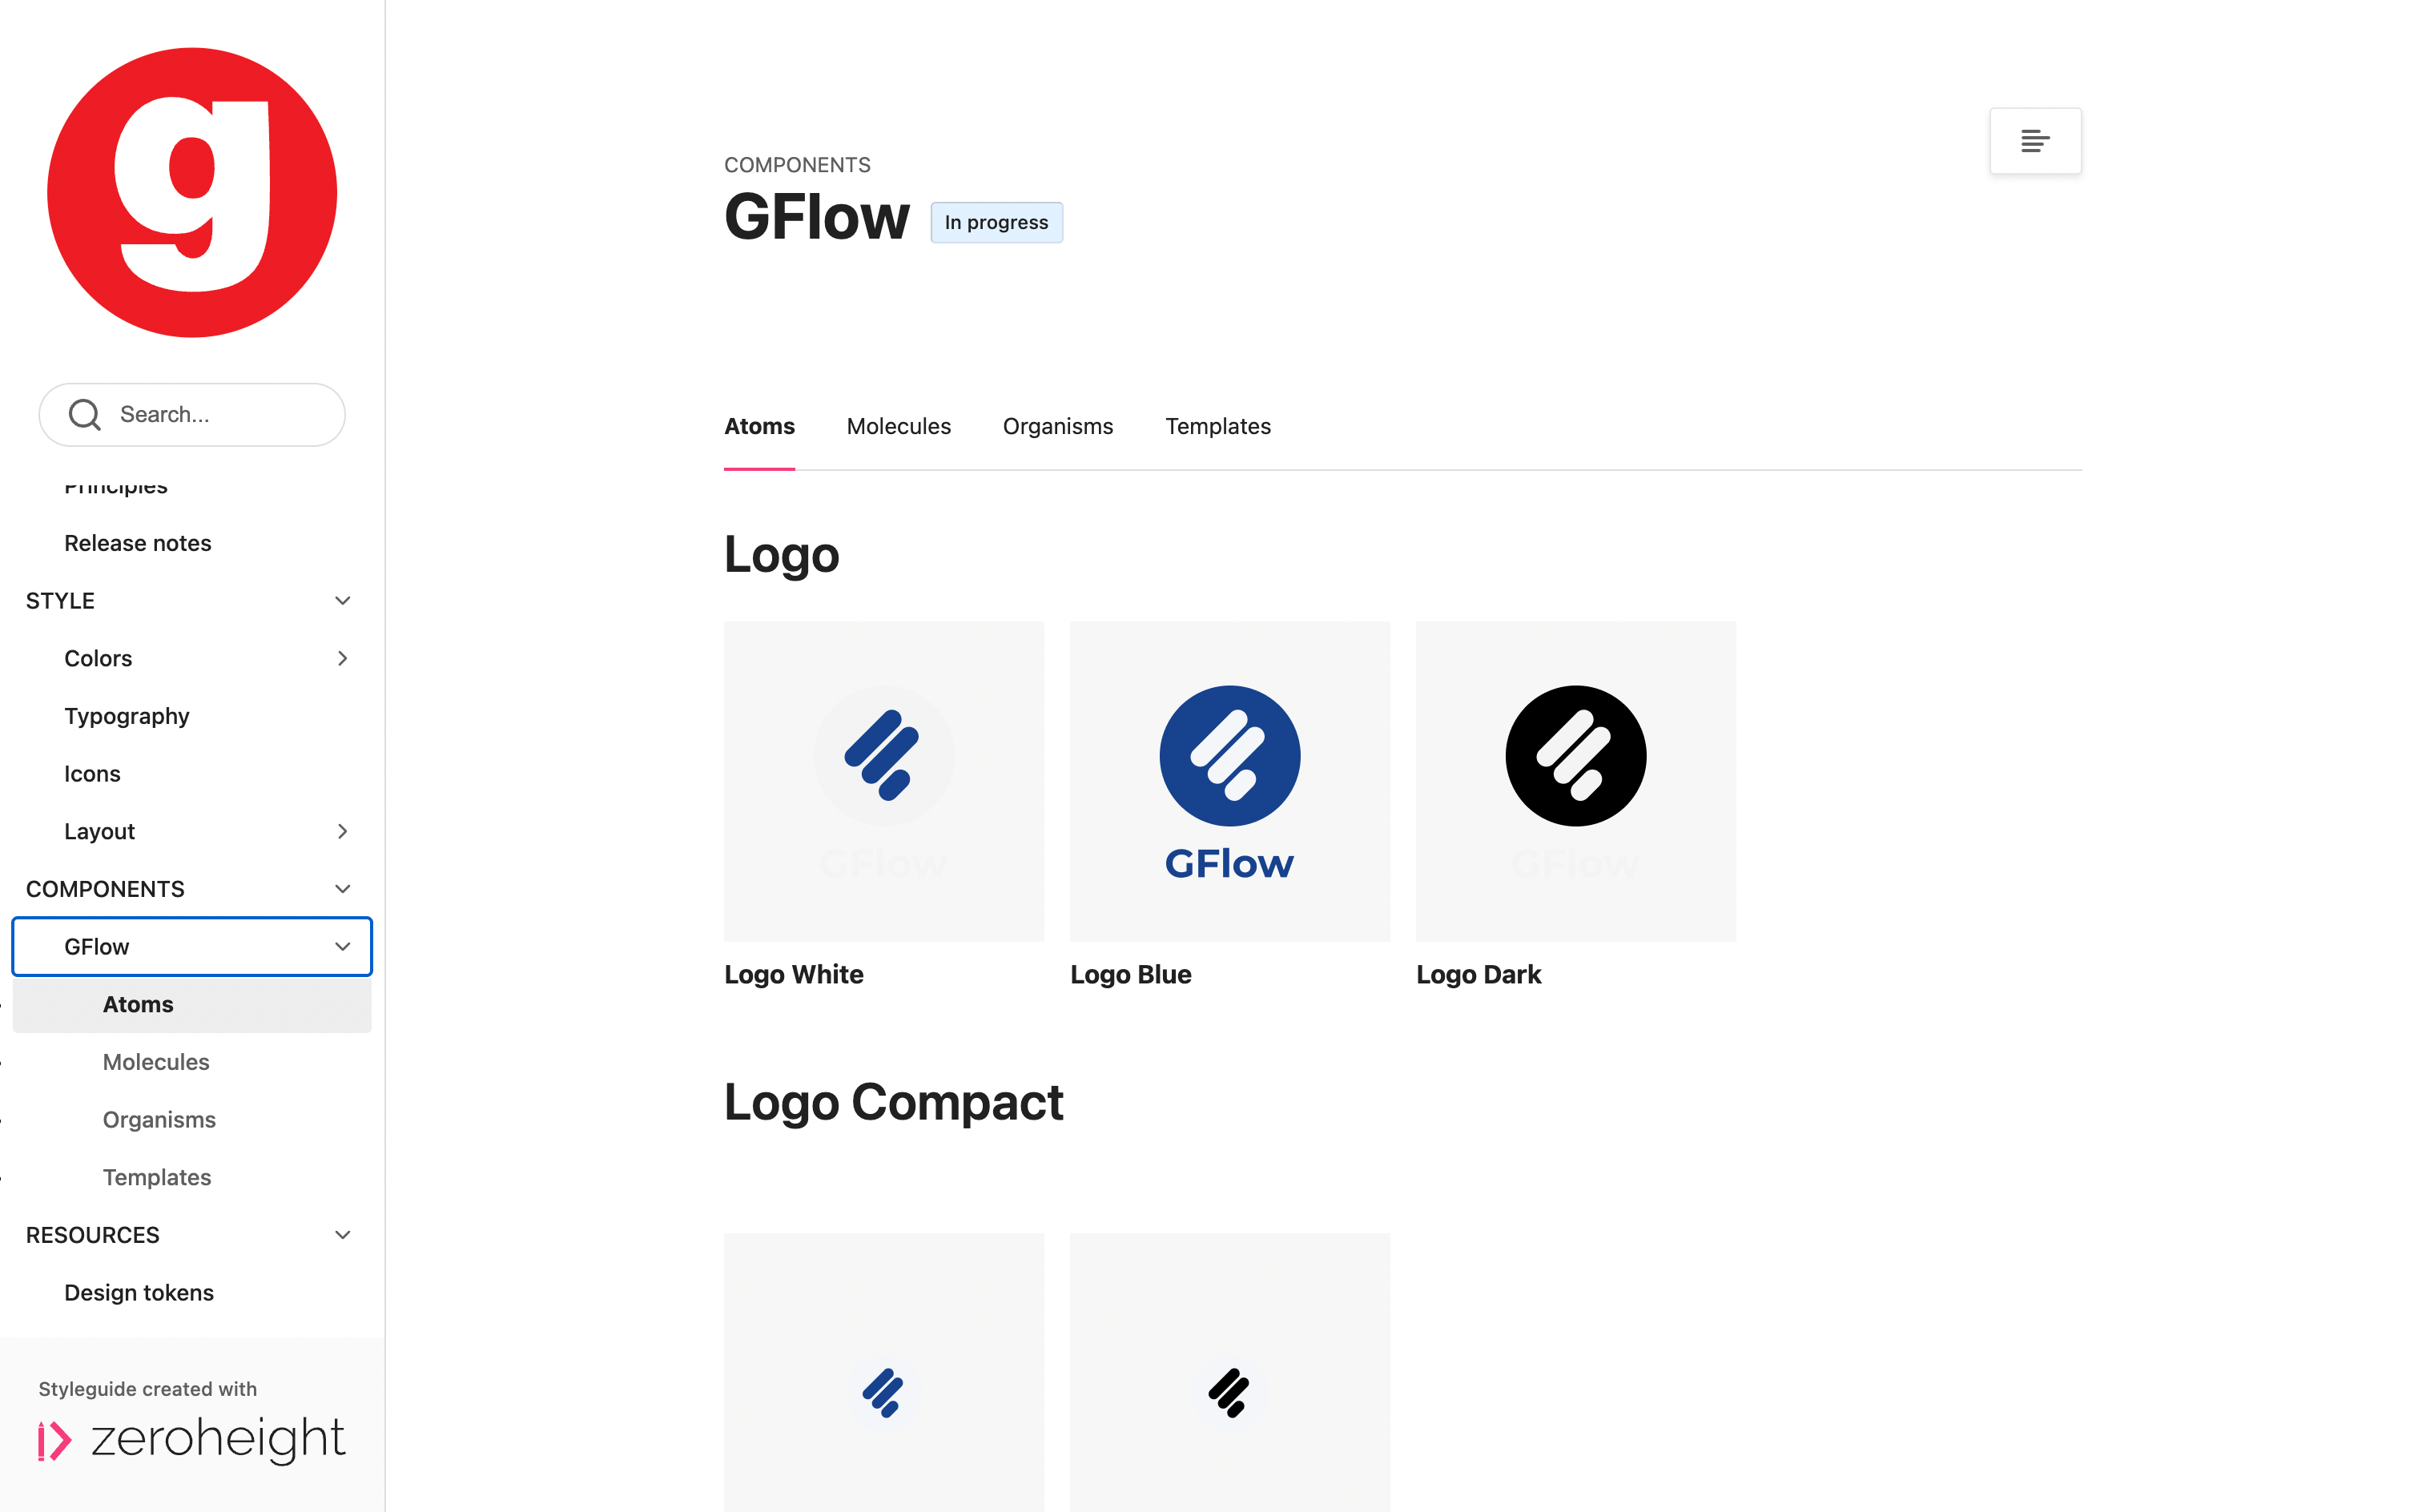 g
Search...
Principles
Release notes
STYLE
Colors
Typography
Icons
Layout
COMPONENTS
GFlow
Atoms
Molecules
Organisms
Templates
RESOURCES
Design tokens
Styleguide created with
zeroheight
COMPONENTS
GFlow In progress
Atoms Molecules Organisms Templates
Logo
GFlow GFlow GFlow
Logo White Logo Blue Logo Dark
Logo Compact